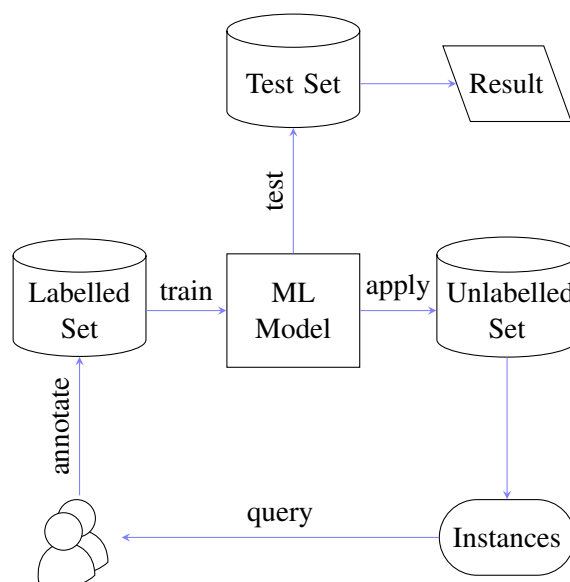 Test Set
Result
test
Labelled
Set
train
ML
Model
apply
Unlabelled
Set
annotate
query
Instances